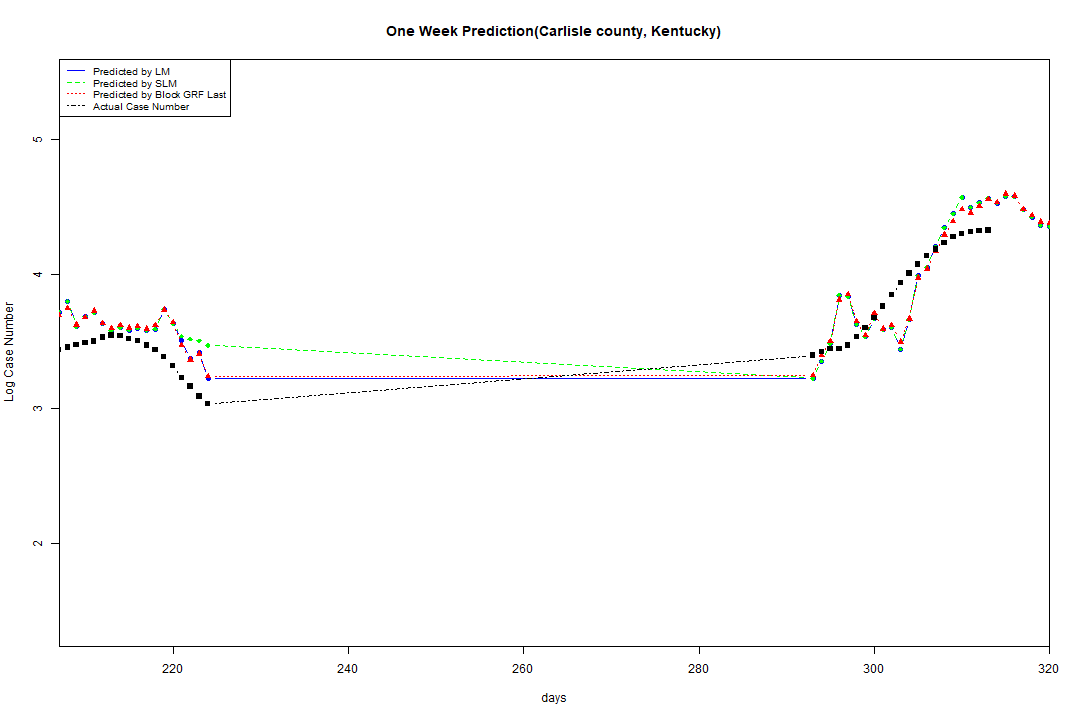 One Week Prediction(Carlisle county, Kentucky)
Predicted by LM
Predicted by SLM
Predicted by Block GRF Last
Actual Case Number
5
4
3
2
Log Case Number
220 240 260 280 300 320
days